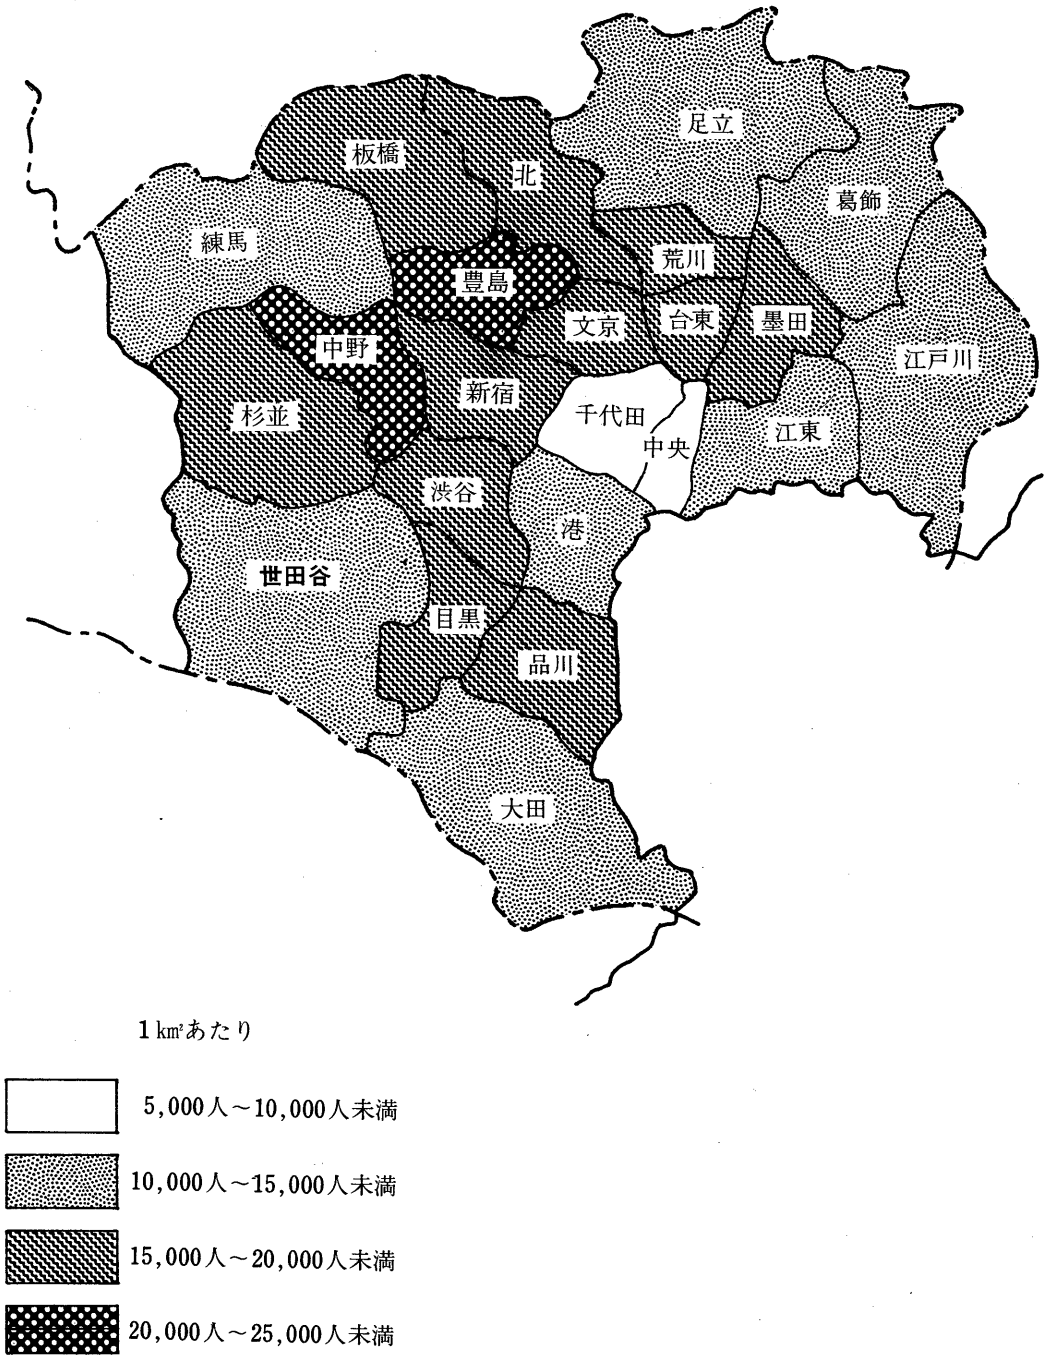 足立
板橋
北
葛飾
練馬
荒川
豊島
文京
台東
墨田
中野
江戸川
新宿
杉並
千代田
江東
中央
渋谷
港
世田谷
目黒
品川
大田
1㎢あたり
5,000人〜10,000人未満
10,000人〜15,000人未満
15,000人〜20,000人未満
20,000人〜25,000人未満